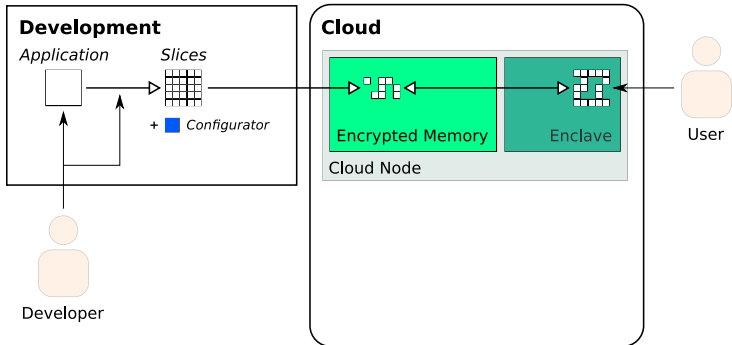 Development
Application
Slices
+ Configurator
Developer
Cloud
Encrypted Memory
Enclave
Cloud Node
User